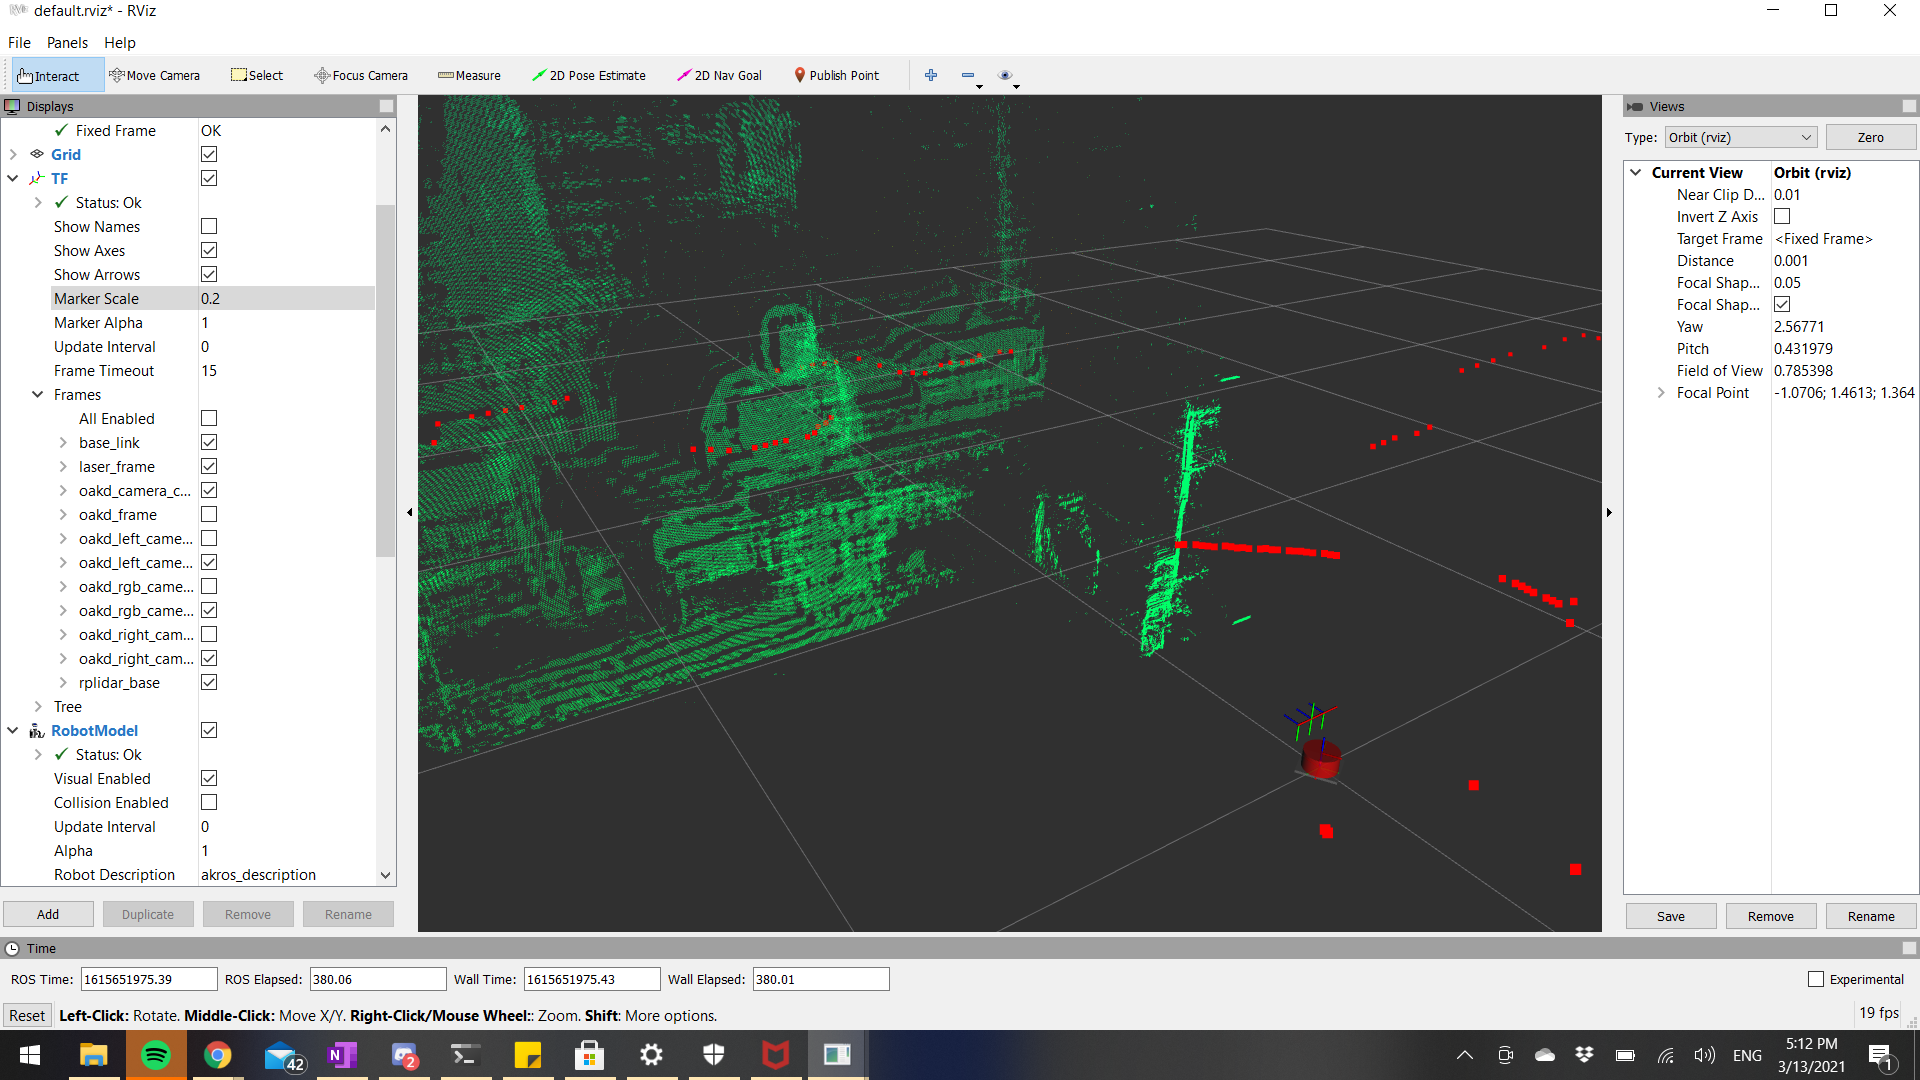 default.rviz* - RViz
File Panels Help
Interact Move Camera Select Focus Camera Measure 2D Pose Estimate 2D Nav Goal Publish Point
Displays
Fixed Frame OK
Grid
TF
Status: Ok
Show Names
Show Axes
Show Arrows
Marker Scale 0.2
Marker Alpha 1
Update Interval 0
Frame Timeout 15
Frames
All Enabled
base_link
laser_frame
oakd_camera_c...
oakd_frame
oakd_left_came...
oakd_left_came...
oakd_rgb_came...
oakd_rgb_came...
oakd_right_cam...
oakd_right_cam...
rplidar_base
Tree
RobotModel
Status: Ok
Visual Enabled
Collision Enabled
Update Interval 0
Alpha 1
Robot Description akros_description
Add Duplicate Remove Rename
Views
Type: Orbit (rviz) Zero
Current View Orbit (rviz)
Near Clip D... 0.01
Invert Z Axis
Target Frame <Fixed Frame>
Distance 0.001
Focal Shap... 0.05
Focal Shap...
Yaw 2.56771
Pitch 0.431979
Field of View 0.785398
Focal Point -1.0706; 1.4613; 1.364
Save Remove Rename
Time
ROS Time: 1615651975.39 ROS Elapsed: 380.06 Wall Time: 1615651975.43 Wall Elapsed: 380.01 Experimental
Reset Left-Click: Rotate. Middle-Click: Move X/Y. Right-Click/Mouse Wheel:: Zoom. Shift: More options. 19 fps
42 N 2 ENG 5:12 PM
3/13/2021 1